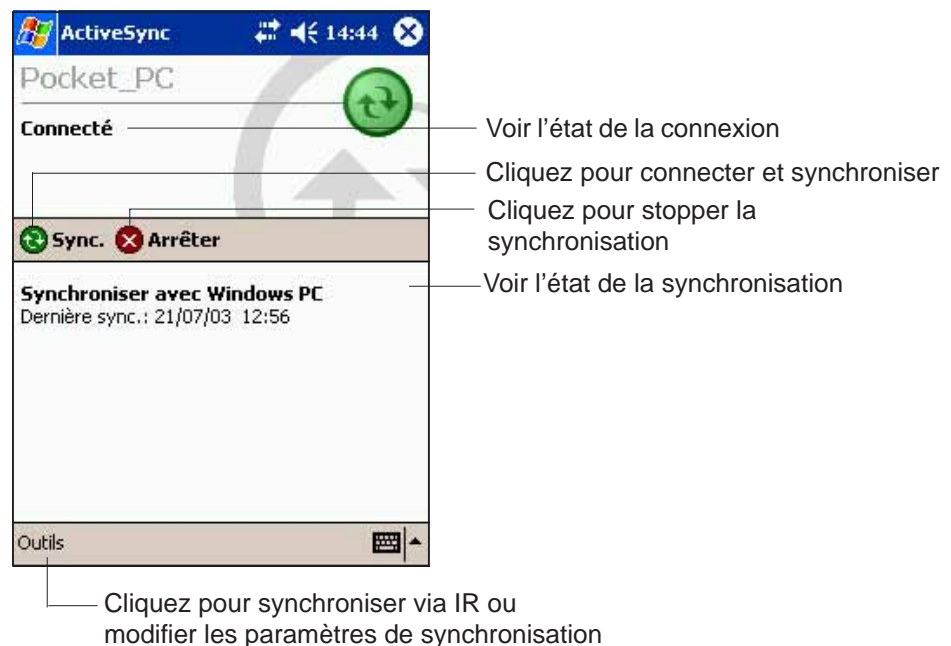 ActiveSync 14:44
Pocket_PC
Connecté
Voir l’état de la connexion
Cliquez pour connecter et synchroniser
Cliquez pour stopper la
synchronisation
Sync. Arrêter
Voir l’état de la synchronisation
Synchroniser avec Windows PC
Dernière sync.: 21/07/03 12:56
Outils
Cliquez pour synchroniser via IR ou
modifier les paramètres de synchronisation